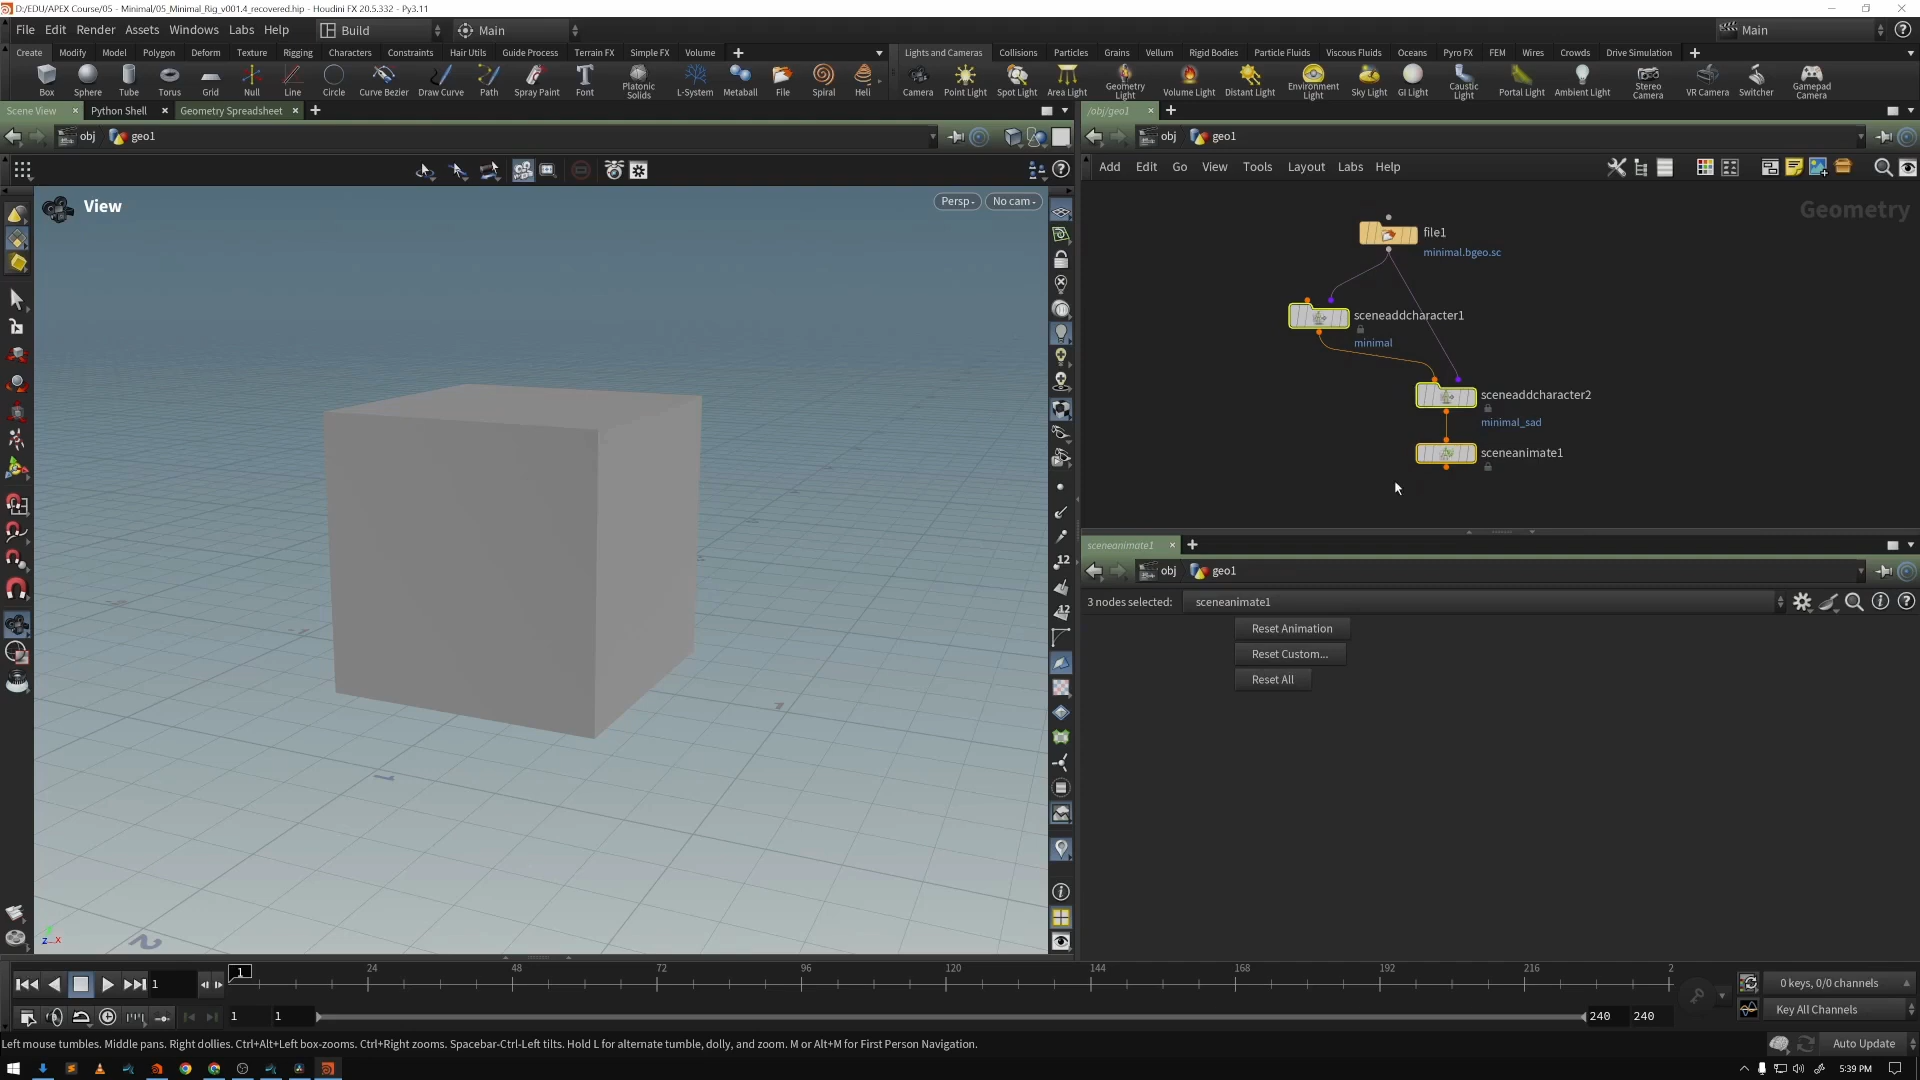 D:/EDU/APEX Course/05 - Minimal/05_Minimal_Rig_v001.4_recovered.hip - Houdini FX 20.5.332 - Py3.11
File Edit Render Assets Windows Labs Help Build Main Main
Create Modify Model Polygon Deform Texture Rigging Characters Constraints Hair Utils Guide Process Terrain FX Simple FX Volume
Lights and Cameras Collisions Particles Grains Vellum Rigid Bodies Particle Fluids Viscous Fluids Oceans Pyro FX FEM Wires Crowds Drive Simulation
Box Sphere Tube Torus Grid Null Line Circle Curve Bezier Draw Curve Path Spray Paint Font Platonic Solids L-System Metaball File Spiral Heli
Camera Point Light Spot Light Area Light Geometry Light Volume Light Distant Light Environment Light Sky Light GI Light Caustic Light Portal Light Ambient Light Stereo Camera VR Camera Switcher Gamepad Camera
Scene View Python Shell Geometry Spreadsheet
/obj/geo1
obj geo1
obj geo1
Add Edit Go View Tools Layout Labs Help
View
Persp No cam
Geometry
file1
minimal.bgeo.sc
sceneaddcharacter1
minimal
sceneaddcharacter2
minimal_sad
sceneanimate1
sceneanimate1
obj geo1
3 nodes selected: sceneanimate1
Reset Animation
Reset Custom...
Reset All
12
12
z x
1
1
2
1 24 48 72 96 120 144 168 192 216 2
1
0 keys, 0/0 channels
1 1 240 240
Key All Channels
Left mouse tumbles. Middle pans. Right dollies. Ctrl+Alt+Left box-zooms. Ctrl+Right zooms. Spacebar-Ctrl-Left tilts. Hold L for alternate tumble, dolly, and zoom. M or Alt+M for First Person Navigation.
Auto Update
5:39 PM